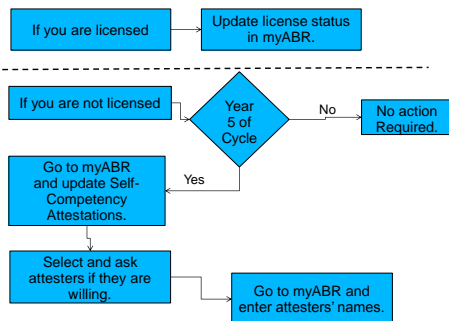 If you are licensed
Update license status
in myABR.
If you are not licensed
Year
5 of
Cycle
No
No action
Required.
Yes
Go to myABR
and update Self-
Competency
Attestations.
Select and ask
attesters if they are
willing.
Go to myABR and
enter attesters' names.